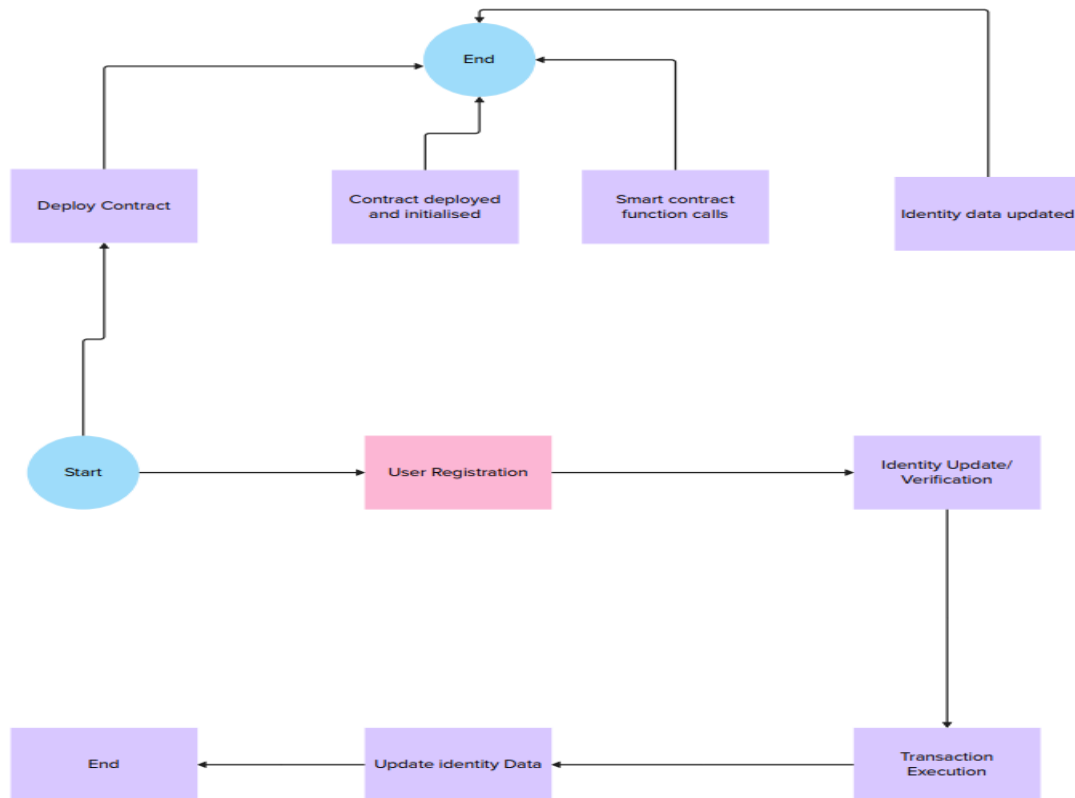 End
Deploy Contract
Contract deployed
and initialised
Smart contract
function calls
Identity data updated
Start
User Registration
Identity Update/
Verification
End
Update identity Data
Transaction
Execution